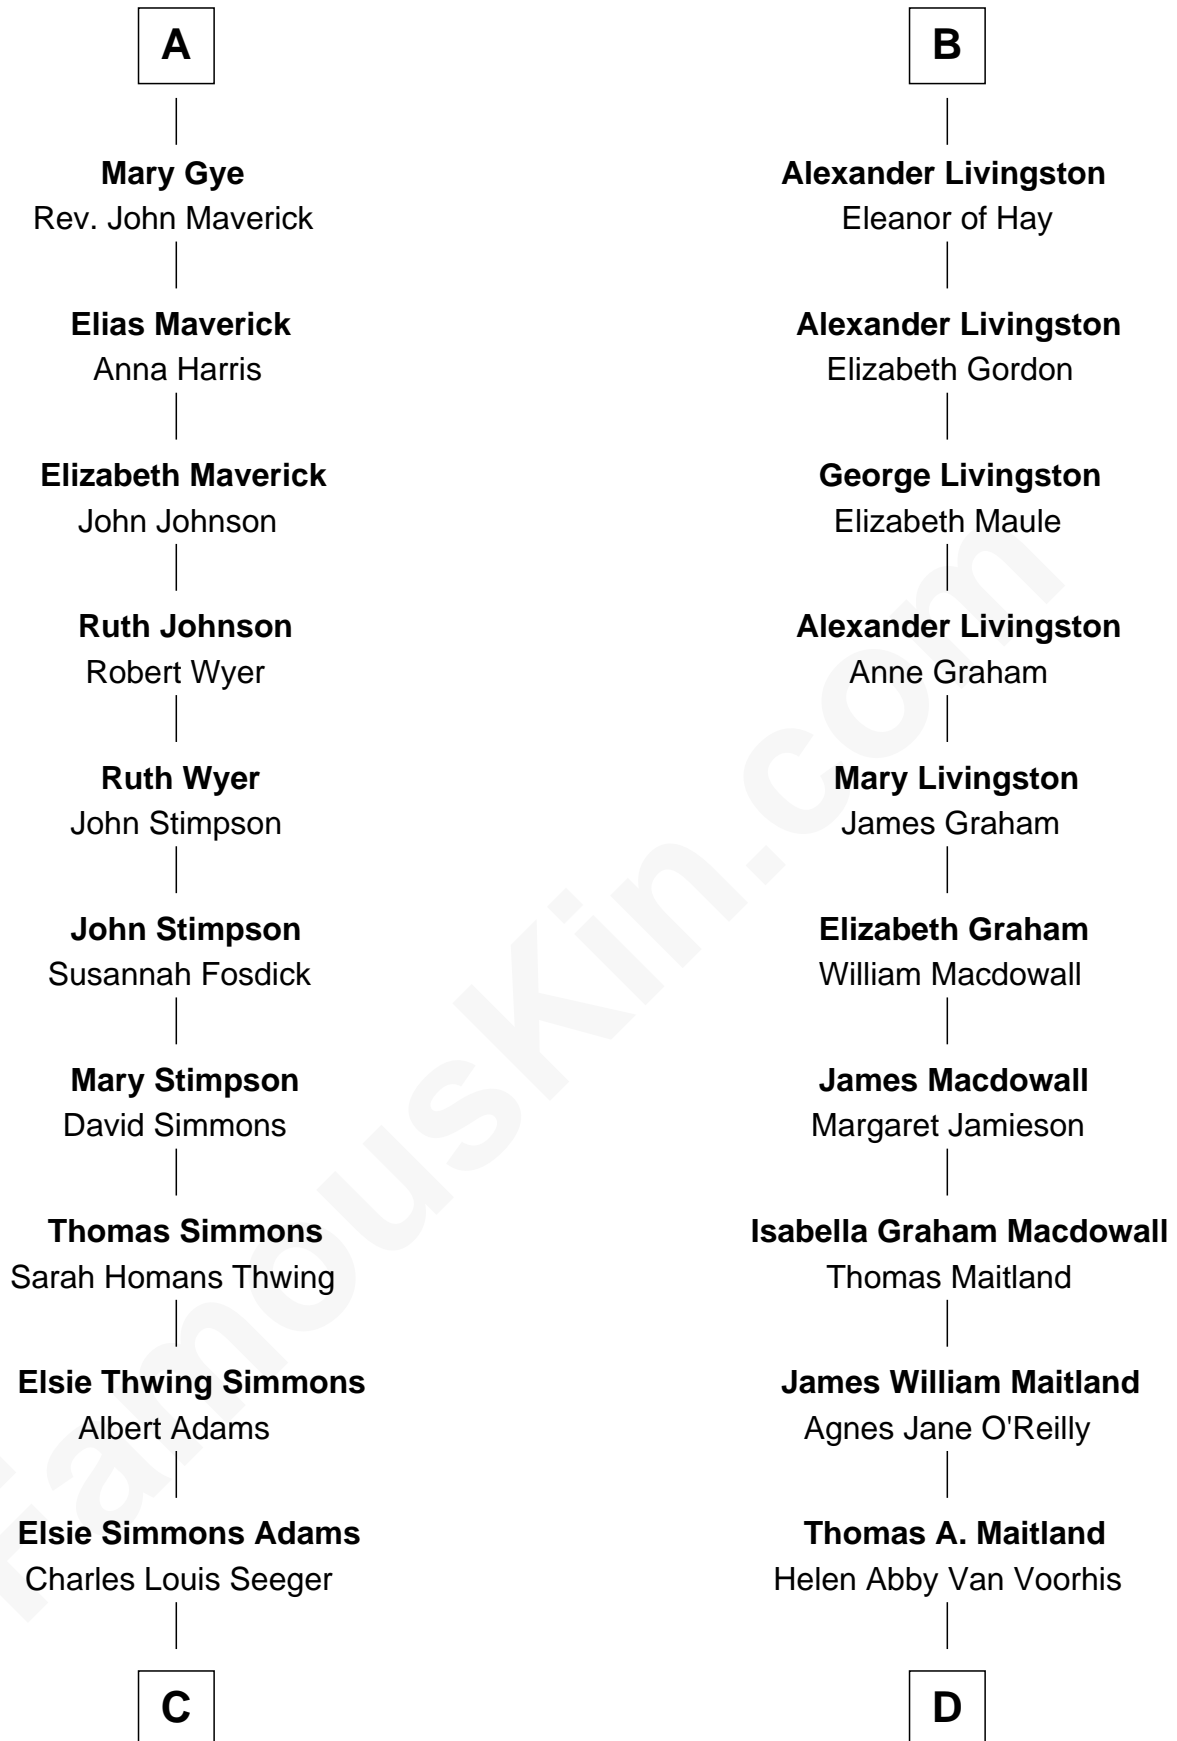 A
Mary Gye
Rev. John Maverick
Elias Maverick
Anna Harris
Elizabeth Maverick
John Johnson
Ruth Johnson
Robert Wyer
Ruth Wyer
John Stimpson
John Stimpson
Susannah Fosdick
Mary Stimpson
David Simmons
Thomas Simmons
Sarah Homans Thwing
Elsie Thwing Simmons
Albert Adams
Elsie Simmons Adams
Charles Louis Seeger
C
B
Alexander Livingston
Eleanor of Hay
Alexander Livingston
Elizabeth Gordon
George Livingston
Elizabeth Maule
Alexander Livingston
Anne Graham
Mary Livingston
James Graham
Elizabeth Graham
William Macdowall
James Macdowall
Margaret Jamieson
Isabella Graham Macdowall
Thomas Maitland
James William Maitland
Agnes Jane O'Reilly
Thomas A. Maitland
Helen Abby Van Voorhis
D
FamousKin.com